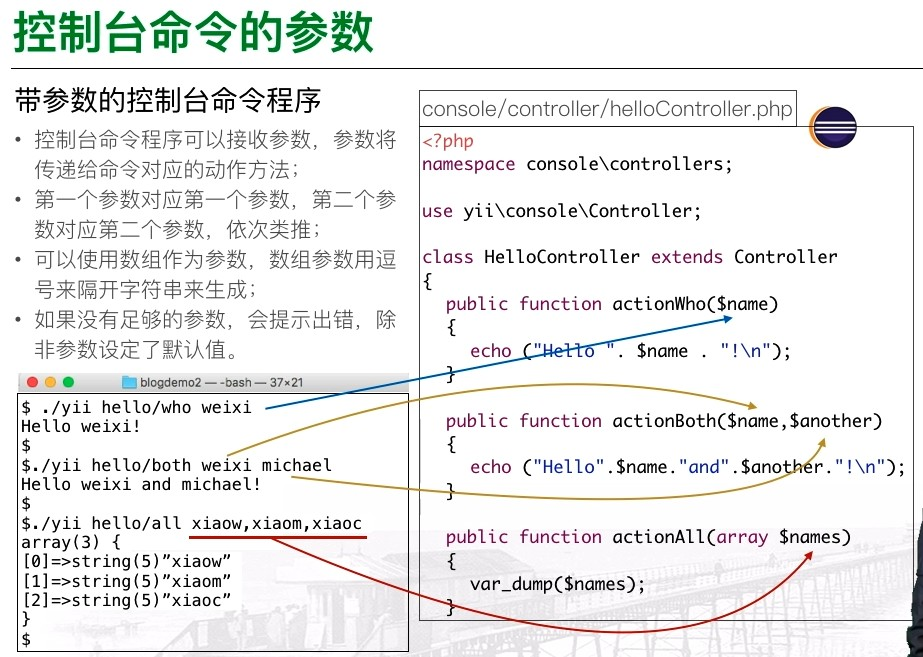 控制台命令的参数
带参数的控制台命令程序
• 控制台命令程序可以接收参数，参数将
传递给命令对应的动作方法；
• 第一个参数对应第一个参数，第二个参
数对应第二个参数，依次类推；
• 可以使用数组作为参数，数组参数用逗
号来隔开字符串来生成；
• 如果没有足够的参数，会提示出错，除
非参数设定了默认值。
blogdemo2 — -bash — 37×21
$ ./yii hello/who weixi
Hello weixi!
$
$./yii hello/both weixi michael
Hello weixi and michael!
$
$./yii hello/all xiaow,xiaom,xiaoc
array(3) {
[0]=>string(5)”xiaow”
[1]=>string(5)”xiaom”
[2]=>string(5)”xiaoc”
}
$
console/controller/helloController.php
<?php
namespace console\controllers;
use yii\console\Controller;
class HelloController extends Controller
{
public function actionWho($name)
{
echo ("Hello ". $name . "!\n");
}
public function actionBoth($name,$another)
{
echo ("Hello".$name."and".$another."!\n");
}
public function actionAll(array $names)
{
var_dump($names);
}